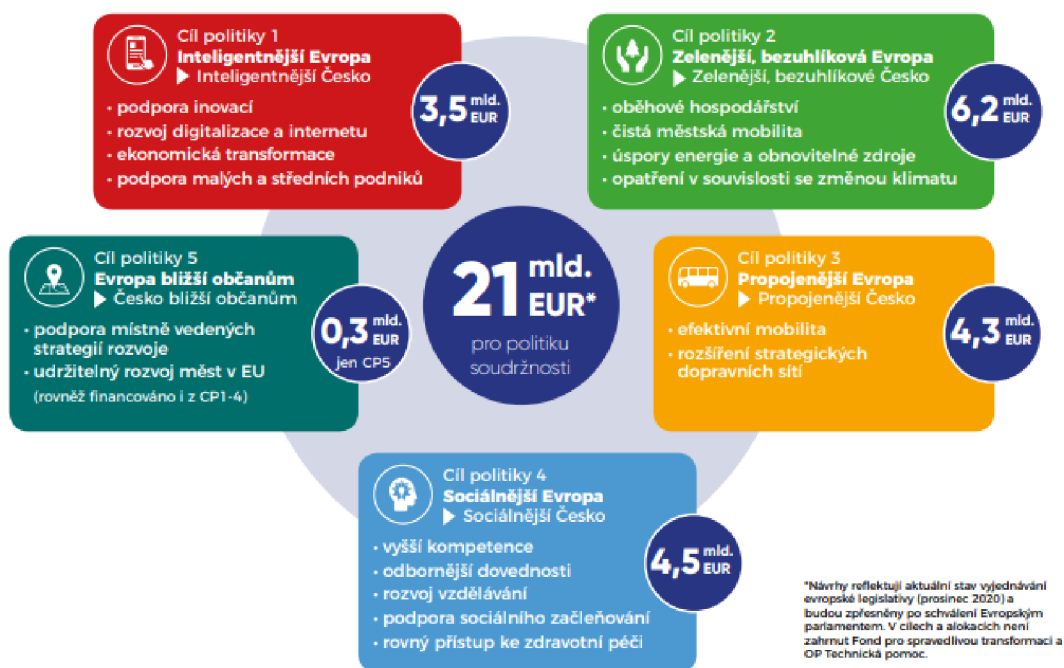 Cíl politiky 1
Inteligentnější Evropa
Inteligentnější Česko
• podpora inovací
• rozvoj digitalizace a internetu
• ekonomická transformace
• podpora malých a středních podniků
3,5 mld. EUR
Cíl politiky 2
Zelenější, bezuhlíková Evropa
Zelenější, bezuhlíkové Česko
• oběhové hospodářství
• čistá městská mobilita
• úspory energie a obnovitelné zdroje
• opatření v souvislosti se změnou klimatu
6,2 mld. EUR
21 mld. EUR*
pro politiku
soudržnosti
Cíl politiky 5
Evropa bližší občanům
Česko bližší občanům
• podpora místně vedených
strategií rozvoje
• udržitelný rozvoj měst v EU
(rovněž financováno i z CP1-4)
0,3 mld. EUR
jen CP5
Cíl politiky 3
Propojenější Evropa
Propojenější Česko
• efektivní mobilita
• rozšíření strategických
dopravních sítí
4,3 mld. EUR
Cíl politiky 4
Sociálnější Evropa
Sociálnější Česko
• vyšší kompetence
• odbornější dovednosti
• rozvoj vzdělávání
• podpora sociálního začleňování
• rovný přístup ke zdravotní péči
4,5 mld. EUR
*Návrhy reflektují aktuální stav vyjednávání
evropské legislativy (prosinec 2020) a
budou zpřesněny po schválení Evropským
parlamentem. V cílech a alokacích není
zahrnut Fond pro spravedlivou transformaci a
OP Technická pomoc.